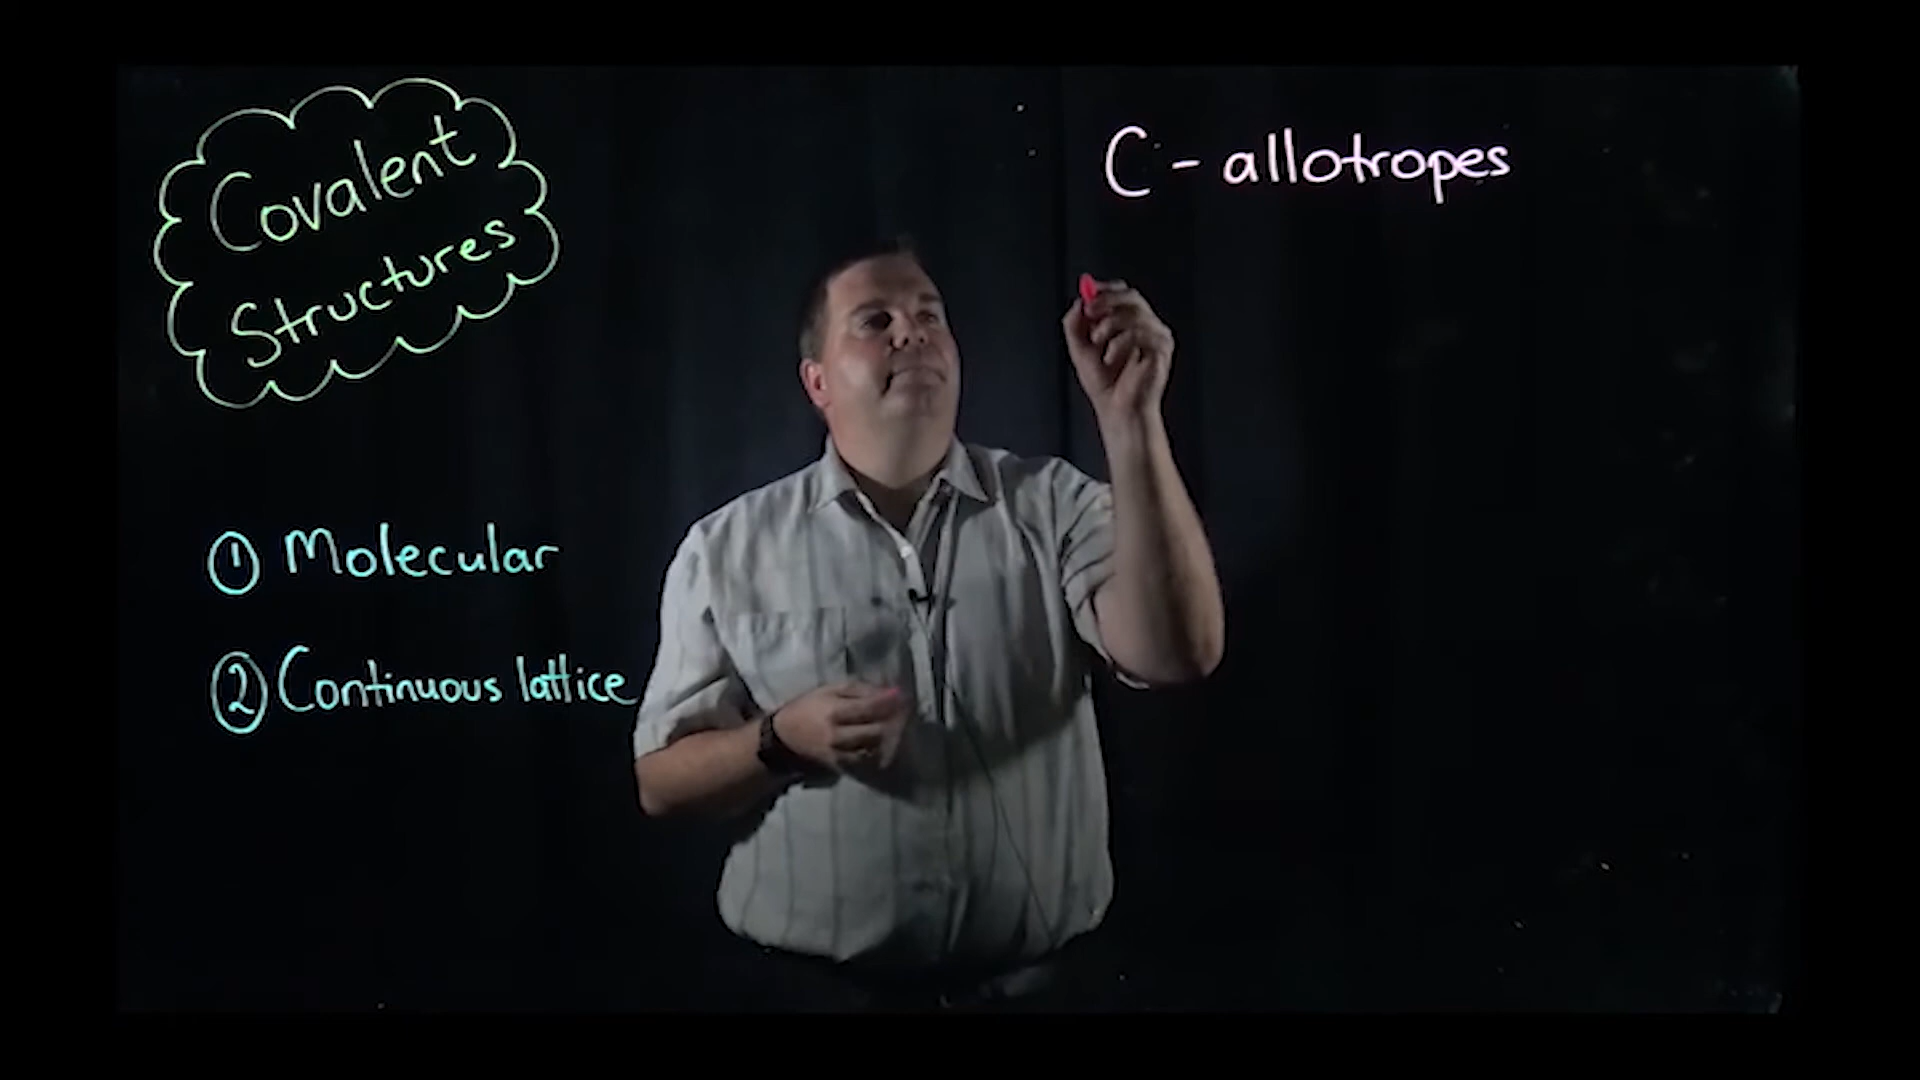 Covalent
Structures
C - allotropes
① Molecular
② Continuous lattice